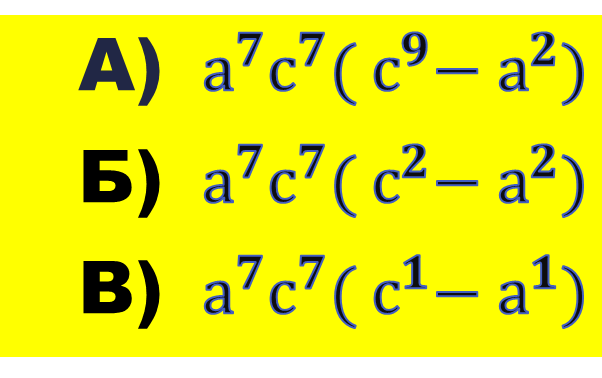 А) a⁷c⁷( c⁹− a²)
Б) a⁷c⁷( c²− a²)
В) a⁷c⁷( c¹− a¹)